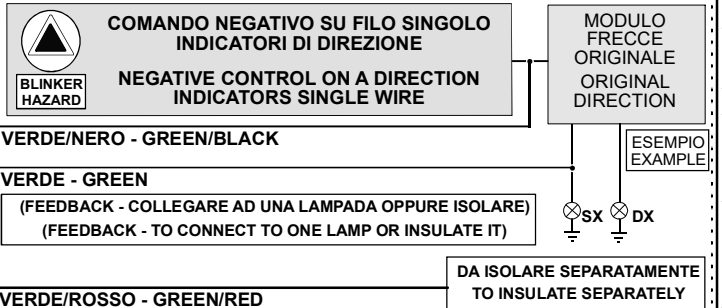 COMANDO NEGATIVO SU FILO SINGOLO
INDICATORI DI DIREZIONE
NEGATIVE CONTROL ON A DIRECTION
INDICATORS SINGLE WIRE
BLINKER
HAZARD
MODULO
FRECCE
ORIGINALE
ORIGINAL
DIRECTION
VERDE/NERO - GREEN/BLACK
ESEMPIO
EXAMPLE
VERDE - GREEN
(FEEDBACK - COLLEGARE AD UNA LAMPADA OPPURE ISOLARE)
(FEEDBACK - TO CONNECT TO ONE LAMP OR INSULATE IT)
SX DX
DA ISOLARE SEPARATAMENTE
TO INSULATE SEPARATELY
VERDE/ROSSO - GREEN/RED